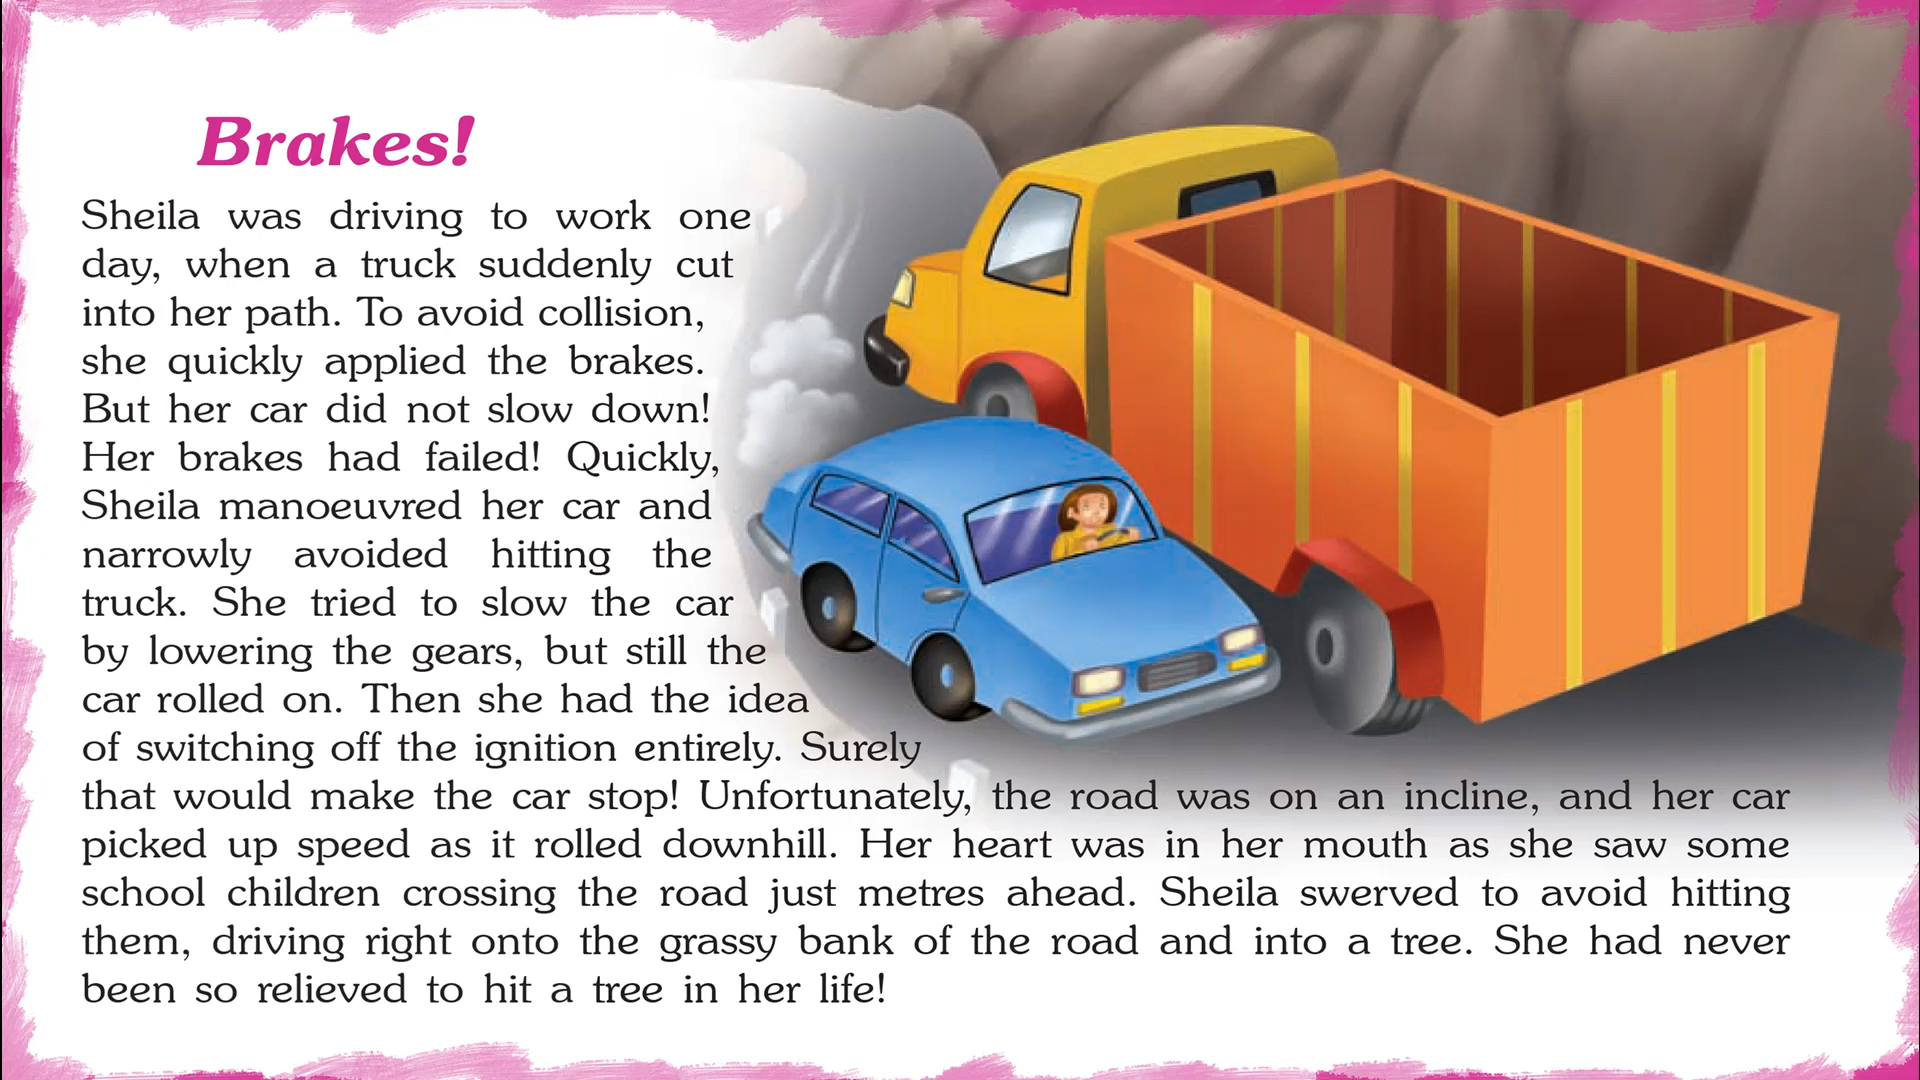 Brakes!
Sheila was driving to work one
day, when a truck suddenly cut
into her path. To avoid collision,
she quickly applied the brakes.
But her car did not slow down!
Her brakes had failed! Quickly,
Sheila manoeuvred her car and
narrowly avoided hitting the
truck. She tried to slow the car
by lowering the gears, but still the
car rolled on. Then she had the idea
of switching off the ignition entirely. Surely
that would make the car stop! Unfortunately, the road was on an incline, and her car
picked up speed as it rolled downhill. Her heart was in her mouth as she saw some
school children crossing the road just metres ahead. Sheila swerved to avoid hitting
them, driving right onto the grassy bank of the road and into a tree. She had never
been so relieved to hit a tree in her life!